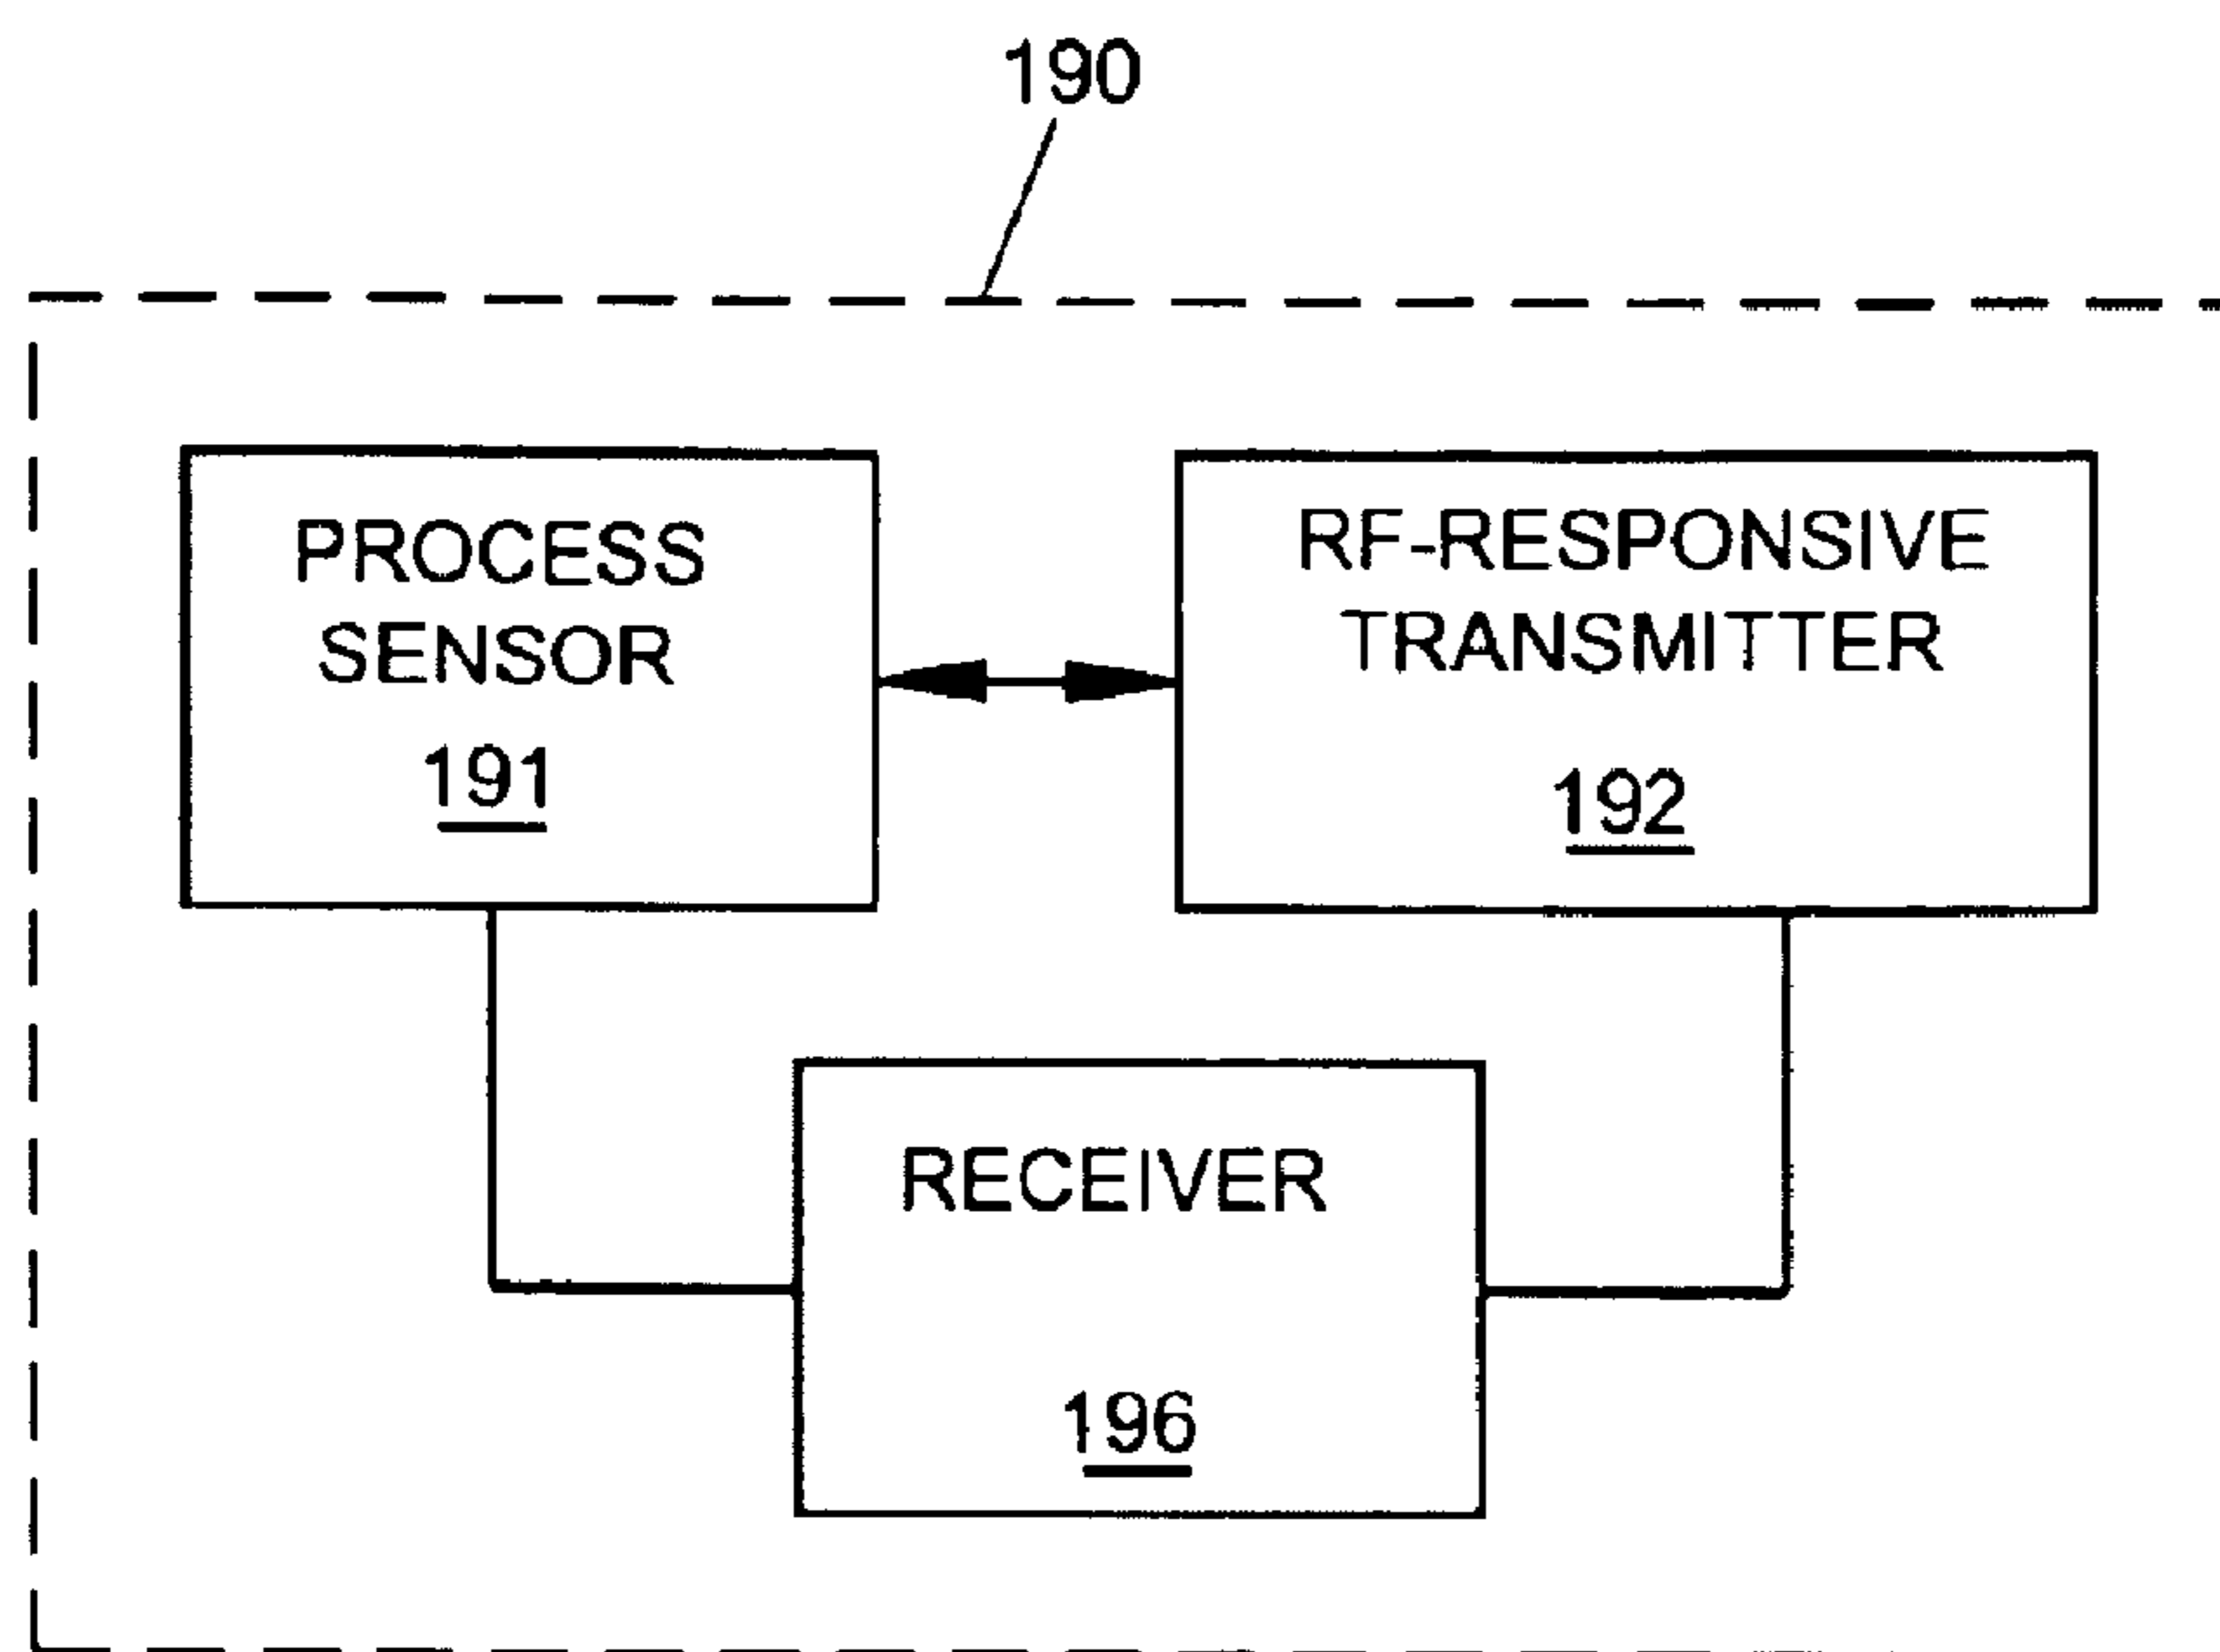 190
PROCESS
SENSOR
191
RF-RESPONSIVE
TRANSMITTER
192
RECEIVER
196